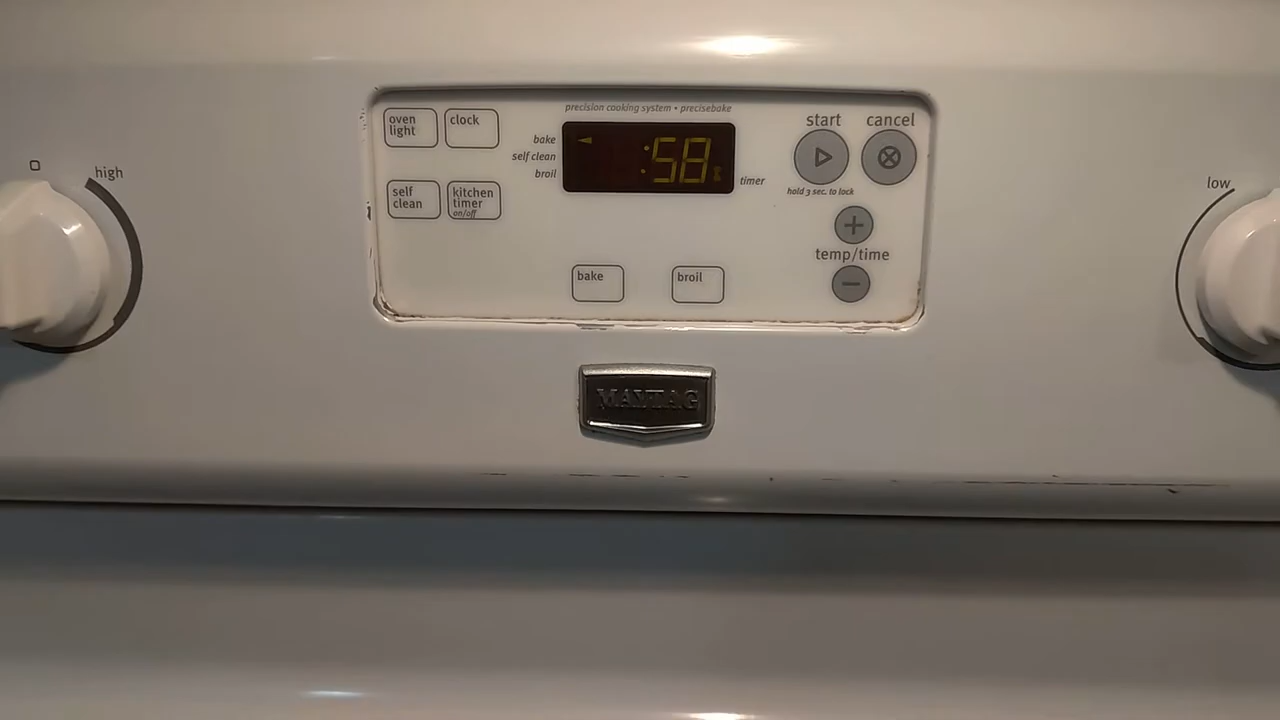 precision cooking system • precisebake
oven light
clock
bake
self clean
broil
:58
timer
start
cancel
hold 3 sec. to lock
self clean
kitchen timer
on/off
temp/time
bake
broil
high
low
MAYTAG